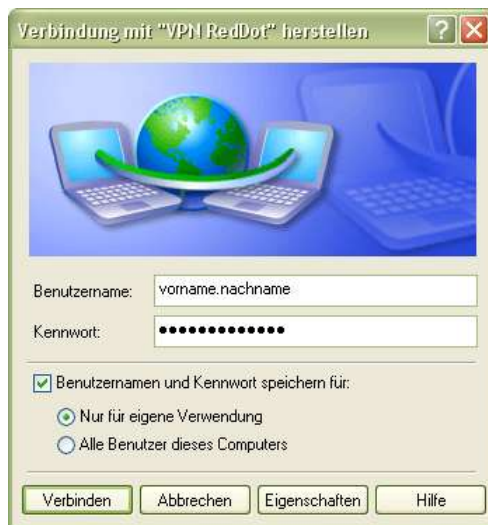 Verbindung mit "VPN RedDot" herstellen
Benutzername: vorname.nachname
Kennwort: •••••••••••••
Benutzernamen und Kennwort speichern für:
Nur für eigene Verwendung
Alle Benutzer dieses Computers
Verbinden Abbrechen Eigenschaften Hilfe